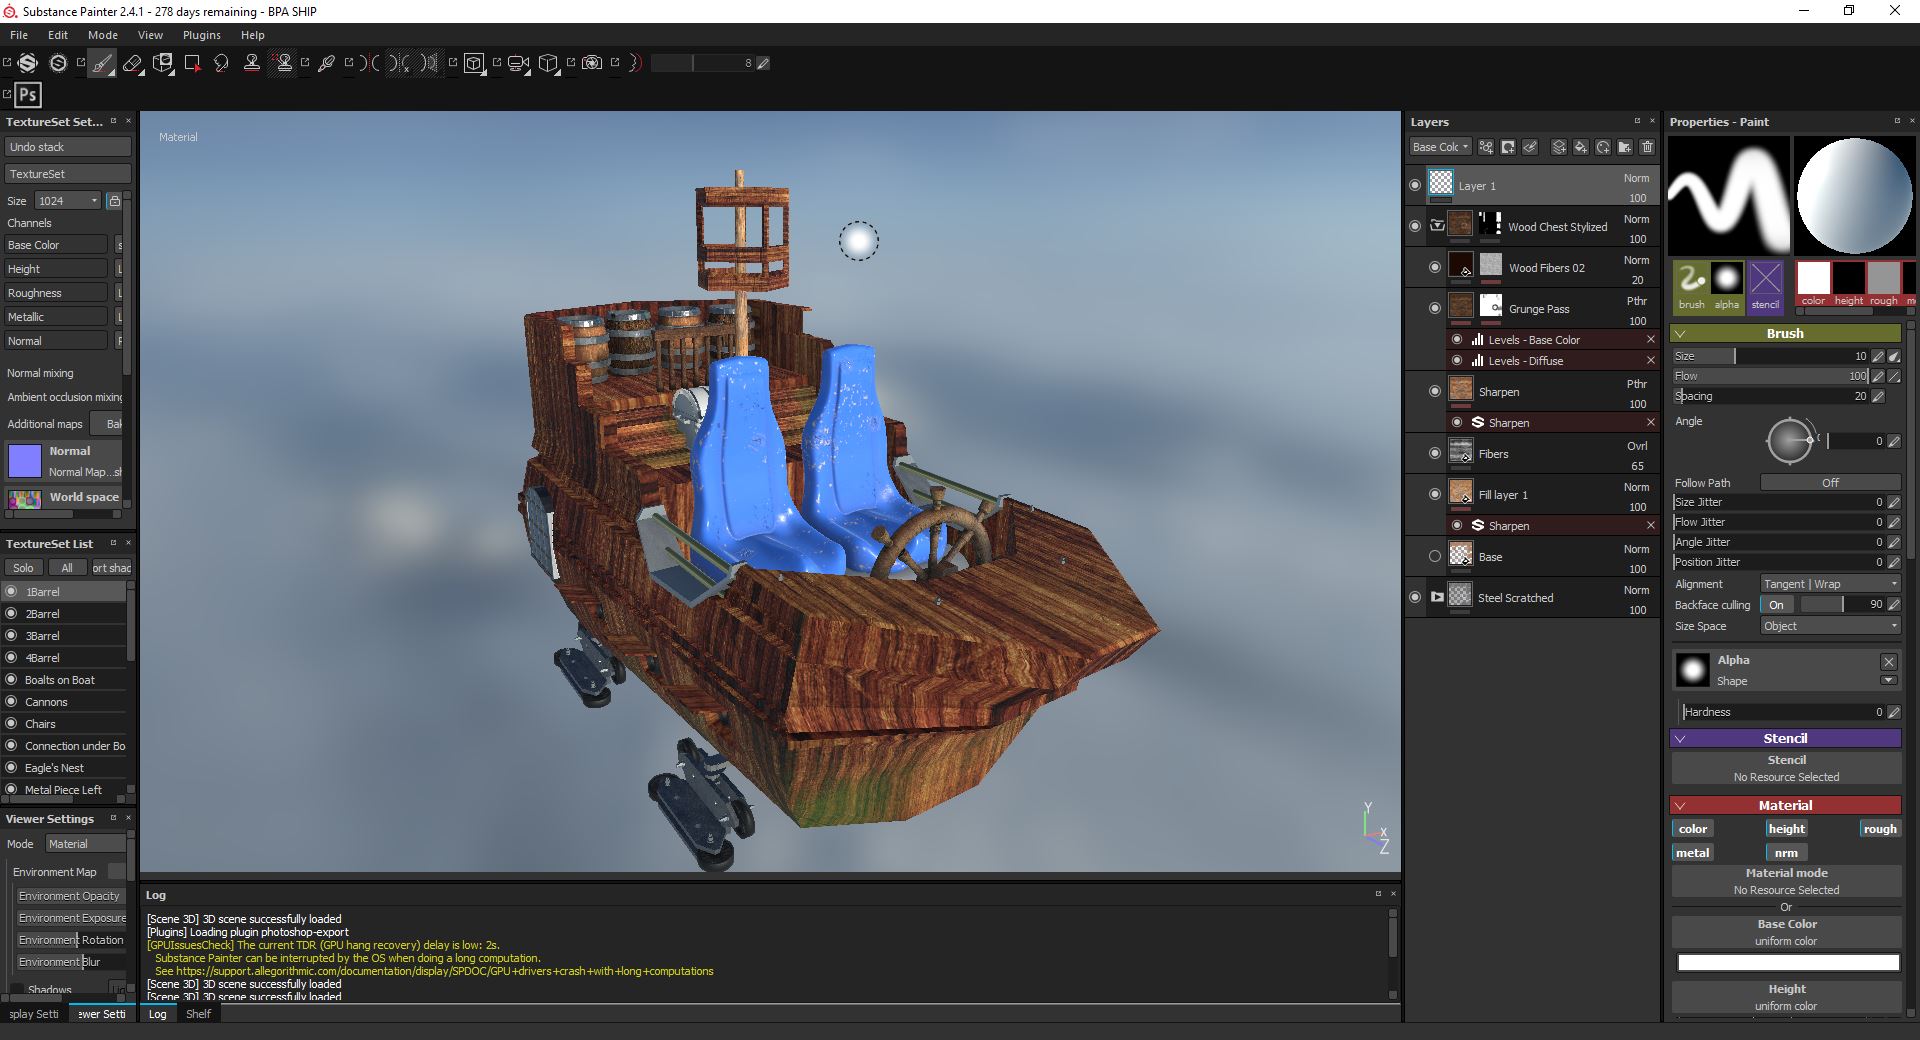 Substance Painter 2.4.1 - 278 days remaining - BPA SHIP
File Edit Mode View Plugins Help
8
Ps
TextureSet Set...
Undo stack
TextureSet
Size 1024
Channels
Base Color
Height
Roughness
Metallic
Normal
Normal mixing
Ambient occlusion mixing
Additional maps Bak
Normal
Normal Map...sh
World space
TextureSet List
Solo All ort shad
1Barrel
2Barrel
3Barrel
4Barrel
Boalts on Boat
Cannons
Chairs
Connection under Bo
Eagle's Nest
Metal Piece Left
Viewer Settings
Mode Material
Environment Map
Environment Opacity
Environment Exposure
Environment Rotation
Environment Blur
Shadows
splay Setti ewer Setti
Material
Y
X
Z
Log
[Scene 3D] 3D scene successfully loaded
[Plugins] Loading plugin photoshop-export
[GPUIssuesCheck] The current TDR (GPU hang recovery) delay is low: 2s.
Substance Painter can be interrupted by the OS when doing a long computation.
See https://support.allegorithmic.com/documentation/display/SPDOC/GPU+drivers+crash+with+long+computations
[Scene 3D] 3D scene successfully loaded
[Scene 3D] 3D scene successfully loaded
Log Shelf
Layers
Base Colc
Layer 1 Norm 100
Wood Chest Stylized Norm 100
Wood Fibers 02 Norm 20
Grunge Pass Pthr 100
Levels - Base Color
Levels - Diffuse
Sharpen Pthr 100
Sharpen
Fibers Ovrl 65
Fill layer 1 Norm 100
Sharpen
Base Norm 100
Steel Scratched Norm 100
Properties - Paint
brush alpha stencil color height rough m
Brush
Size 10
Flow 100
Spacing 20
Angle 0
Follow Path Off
Size Jitter 0
Flow Jitter 0
Angle Jitter 0
Position Jitter 0
Alignment Tangent | Wrap
Backface culling On 90
Size Space Object
Alpha
Shape
Hardness 0
Stencil
Stencil
No Resource Selected
Material
color height rough
metal nrm
Material mode
No Resource Selected
Or
Base Color
uniform color
Height
uniform color